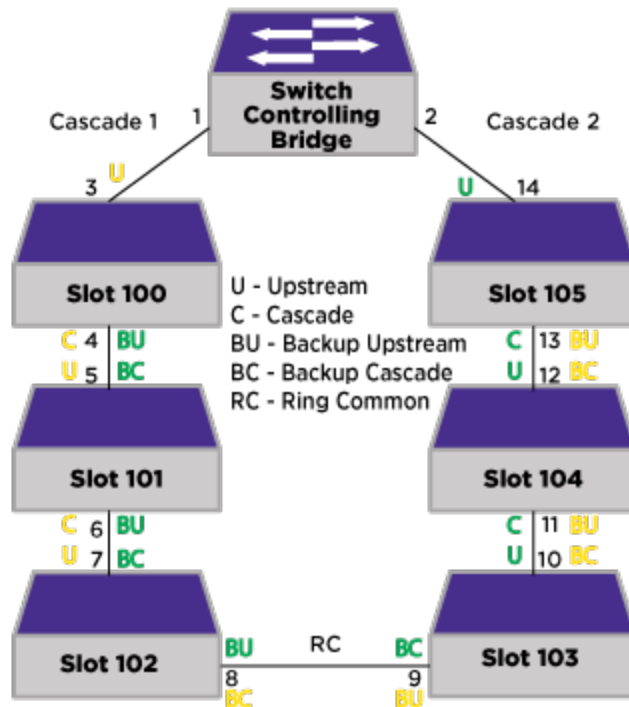 Switch
Controlling
Bridge
Cascade 1
1
2
Cascade 2
3
U
U
14
Slot 100
Slot 105
U - Upstream
C - Cascade
BU - Backup Upstream
BC - Backup Cascade
RC - Ring Common
C 4 BU
U 5 BC
C 13 BU
U 12 BC
Slot 101
Slot 104
C 6 BU
U 7 BC
C 11 BU
U 10 BC
Slot 102
Slot 103
BU
RC
BC
8
9
BC
BU